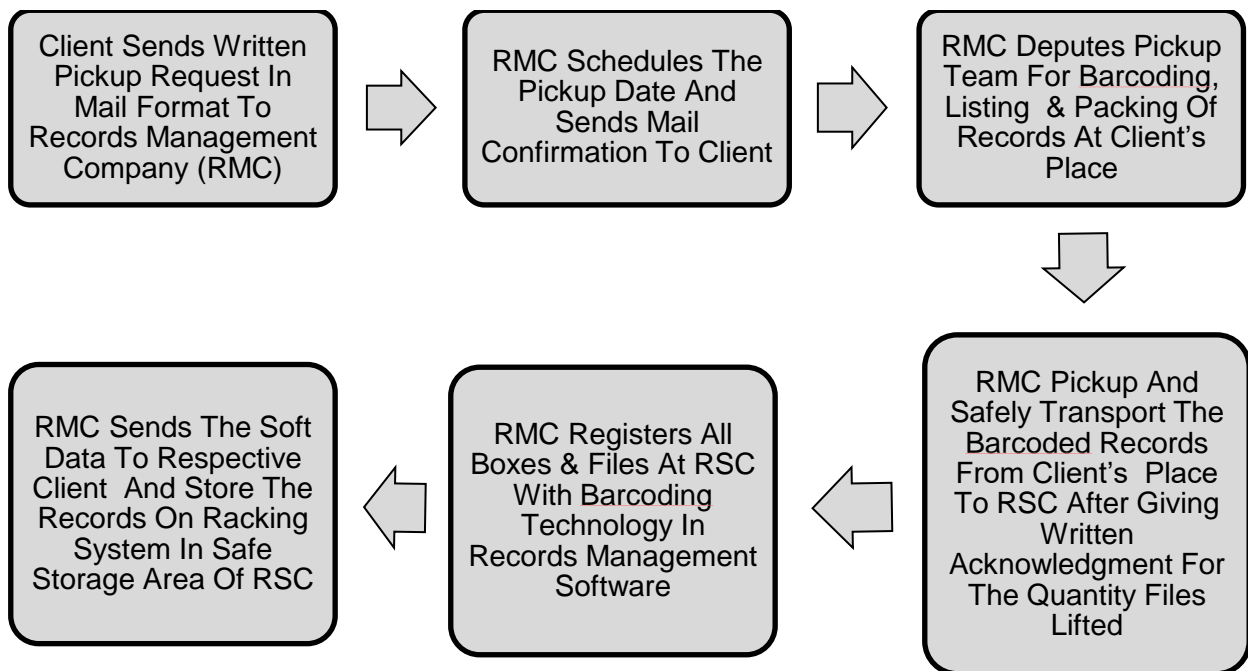 Client Sends Written
Pickup Request In
Mail Format To
Records Management
Company (RMC)
RMC Schedules The
Pickup Date And
Sends Mail
Confirmation To Client
RMC Deputes Pickup
Team For Barcoding,
Listing & Packing Of
Records At Client's
Place
RMC Pickup And
Safely Transport The
Barcoded Records
From Client's Place
To RSC After Giving
Written
Acknowledgment For
The Quantity Files
Lifted
RMC Registers All
Boxes & Files At RSC
With Barcoding
Technology In
Records Management
Software
RMC Sends The Soft
Data To Respective
Client And Store The
Records On Racking
System In Safe
Storage Area Of RSC